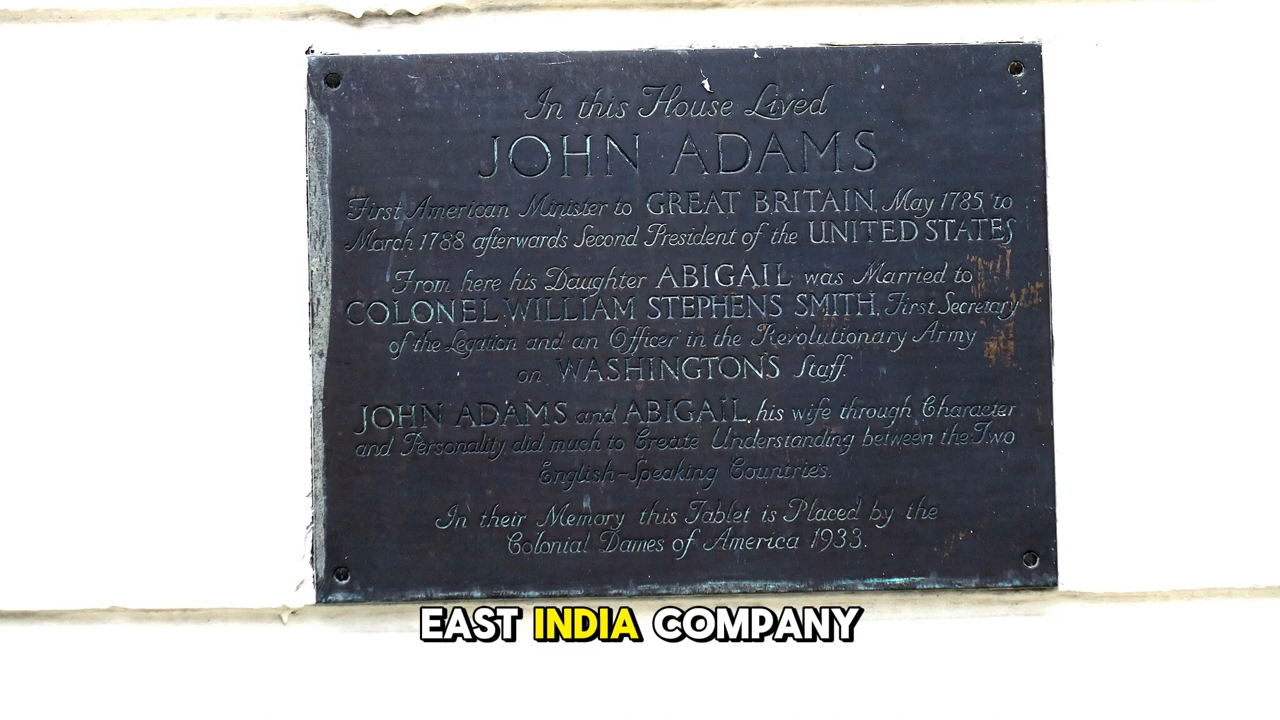 In this House Lived
JOHN ADAMS
First American Minister to GREAT BRITAIN, May 1785, to
March 1788 afterwards Second President of the UNITED STATES
From here his Daughter ABIGAIL was Married to
COLONEL WILLIAM STEPHENS SMITH, First Secretary
of the Legation and an Officer in the Revolutionary Army
on WASHINGTON'S Staff.
JOHN ADAMS and ABIGAIL, his wife through Character
and Personality did much to Create Understanding between the Two
English-Speaking Countries.
In their Memory this Tablet is Placed by the
Colonial Dames of America 1933.
EAST INDIA COMPANY